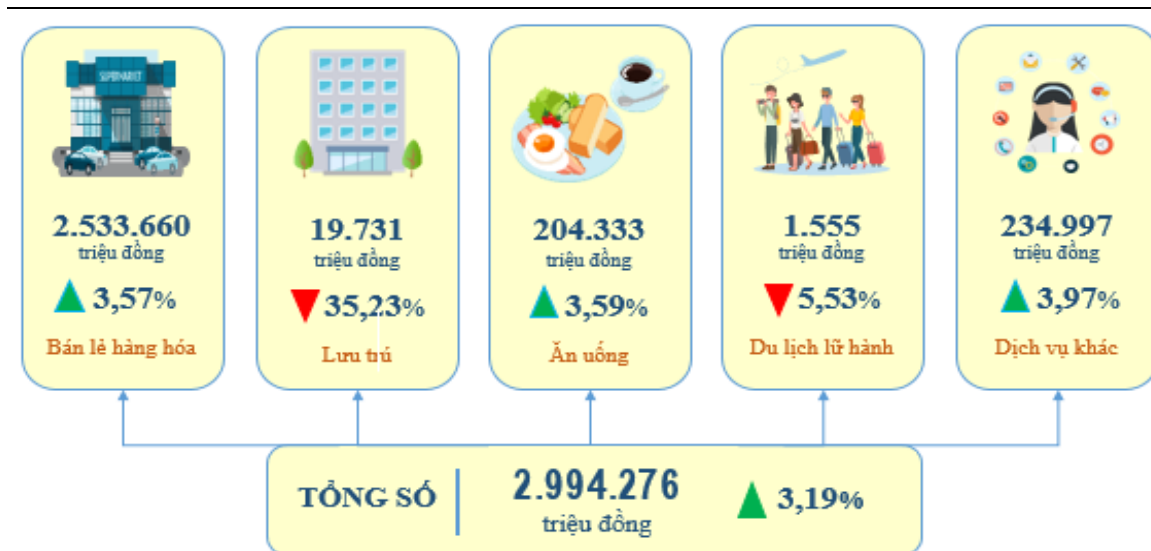 SUPERMARKET
2.533.660
triệu đồng
3,57%
Bán lẻ hàng hóa
19.731
triệu đồng
35,23%
Lưu trú
204.333
triệu đồng
3,59%
Ăn uống
1.555
triệu đồng
5,53%
Du lịch lữ hành
234.997
triệu đồng
3,97%
Dịch vụ khác
TỔNG SỐ
2.994.276
triệu đồng
3,19%